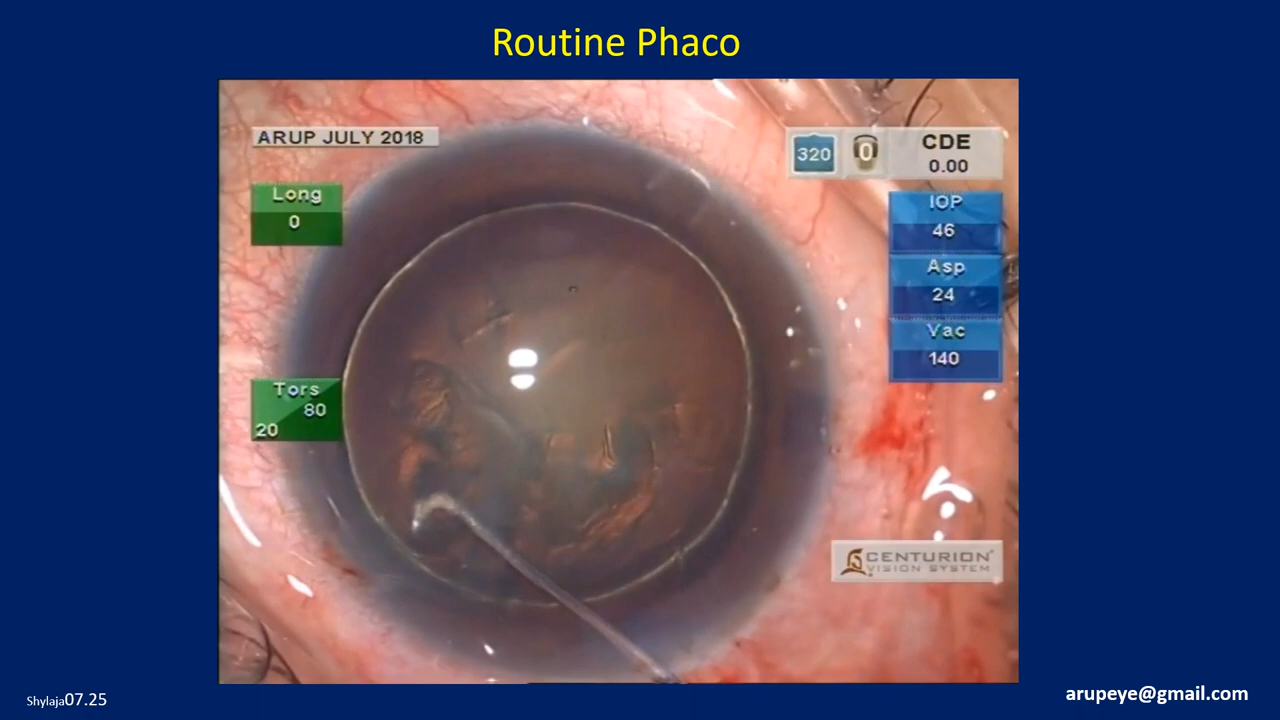 Routine Phaco
ARUP JULY 2018
320
0
CDE
0.00
Long
0
IOP
46
Asp
24
Vac
140
Tors
80
20
CENTURION®
VISION SYSTEM
Shylaja07.25
arupeye@gmail.com